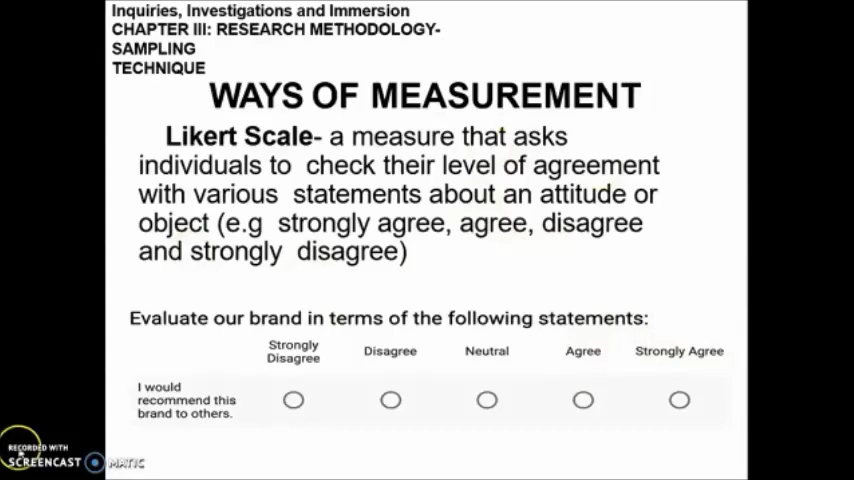 Inquiries, Investigations and Immersion
CHAPTER III: RESEARCH METHODOLOGY-
SAMPLING
TECHNIQUE
WAYS OF MEASUREMENT
Likert Scale- a measure that asks
individuals to check their level of agreement
with various statements about an attitude or
object (e.g strongly agree, agree, disagree
and strongly disagree)
Evaluate our brand in terms of the following statements:
Strongly
Disagree
Disagree
Neutral
Agree
Strongly Agree
I would
recommend this
brand to others.
RECORDED WITH
SCREENCAST MATIC